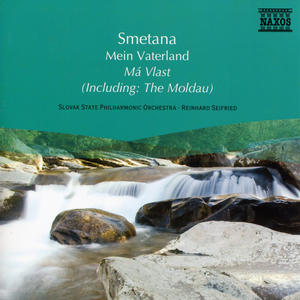 NAXOS
Smetana
Mein Vaterland
Má Vlast
(Including: The Moldau)
SLOVAK STATE PHILHARMONIC ORCHESTRA · REINHARD SEIFRIED